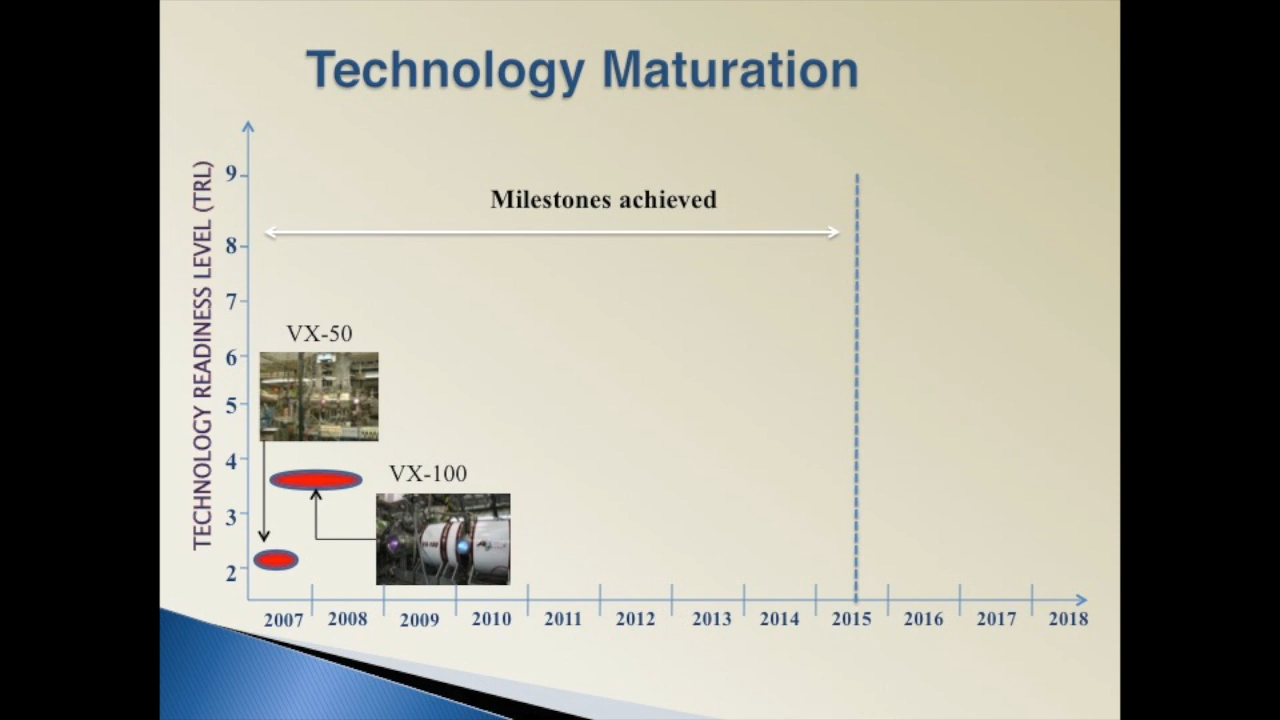 Technology Maturation
TECHNOLOGY READINESS LEVEL (TRL)
9
8
7
6
5
4
3
2
Milestones achieved
VX-50
VX-100
2007 2008 2009 2010 2011 2012 2013 2014 2015 2016 2017 2018